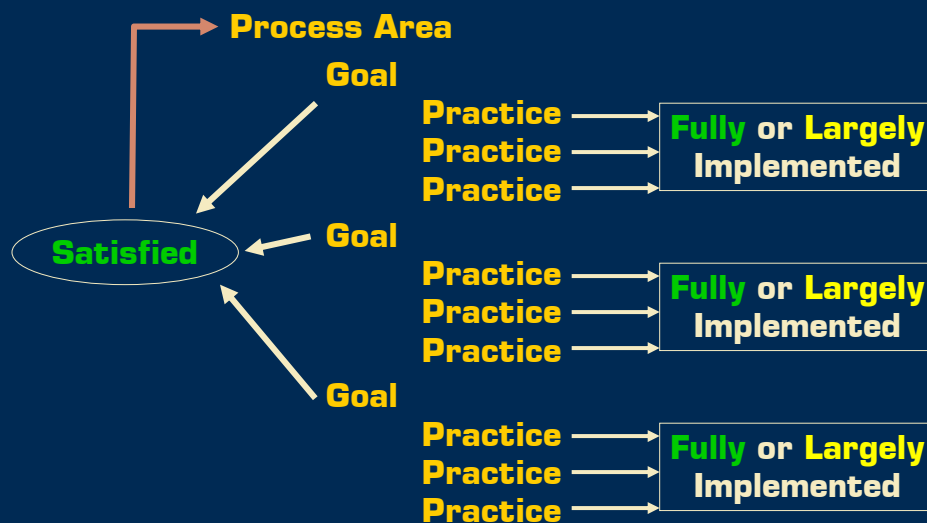 Process Area
Goal
Practice
Practice
Practice
Fully or Largely
Implemented
Satisfied
Goal
Practice
Practice
Practice
Fully or Largely
Implemented
Goal
Practice
Practice
Practice
Fully or Largely
Implemented